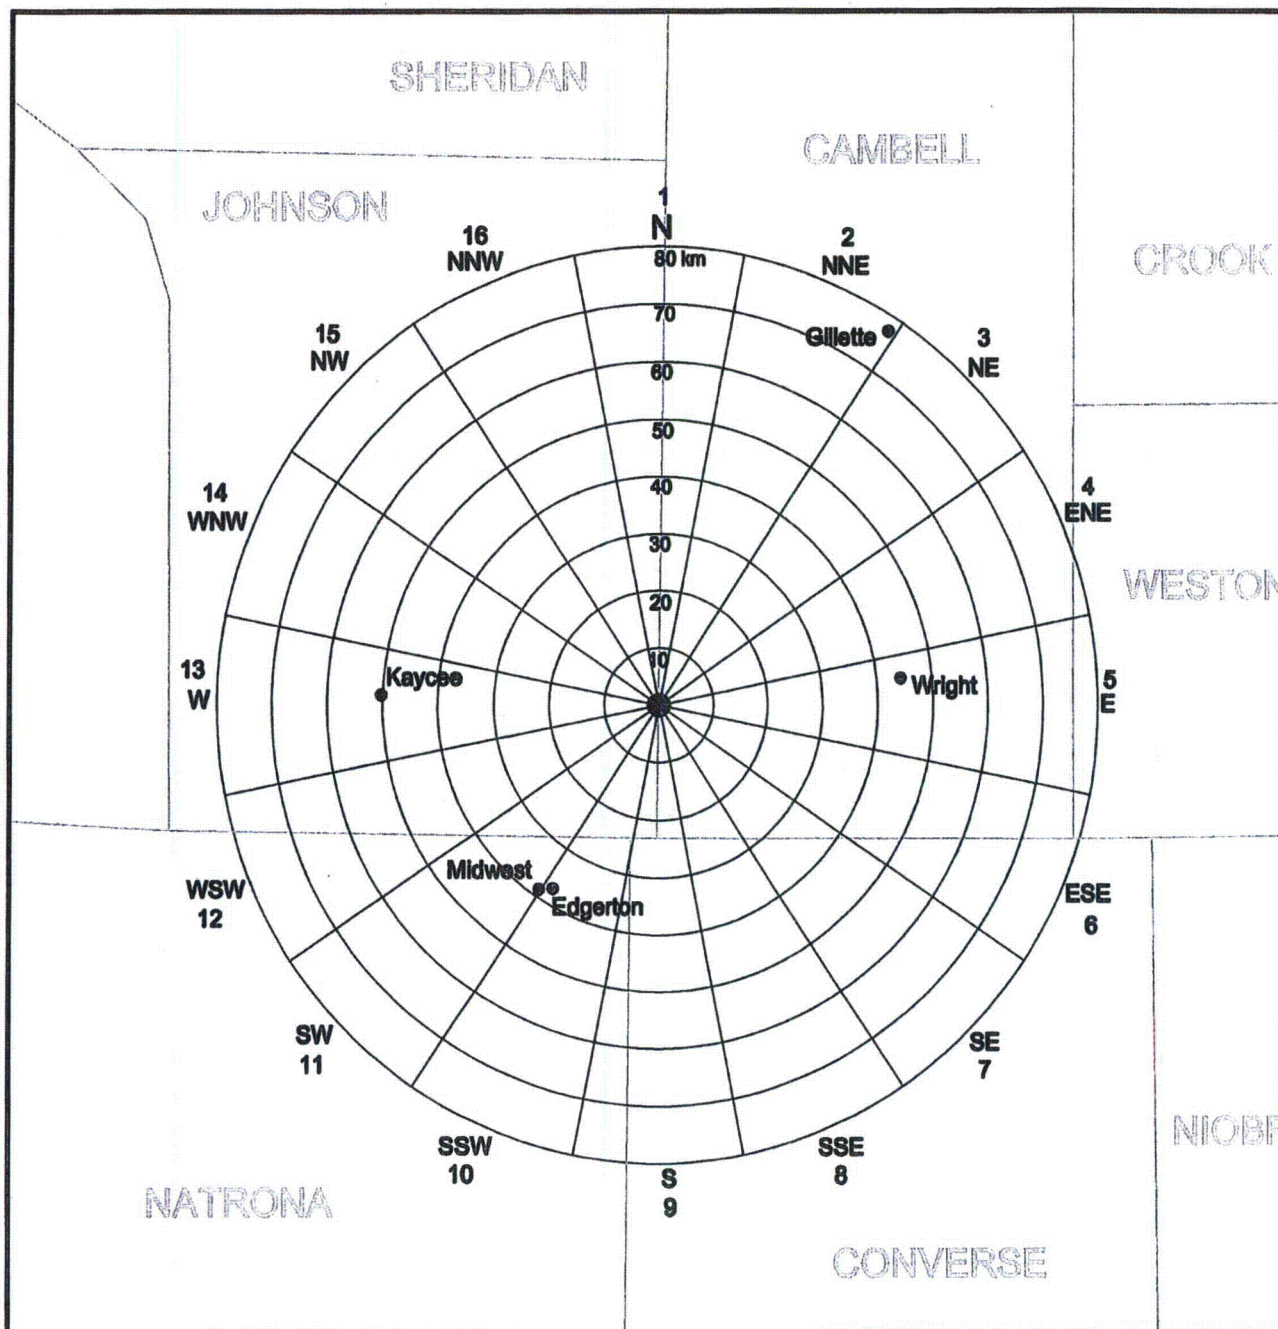 SHERIDAN
CAMBELL
JOHNSON
1
N
16
NNW
2
NNE
CROOK
80 km
70
Gillette
15
NW
3
NE
60
50
40
14
WNW
4
ENE
30
WESTON
20
10
13
W
Kaycee
Wright
5
E
Midwest
Edgerton
WSW
12
ESE
6
SW
11
SE
7
SSW
10
SSE
8
S
9
NIOBR
NATRONA
CONVERSE